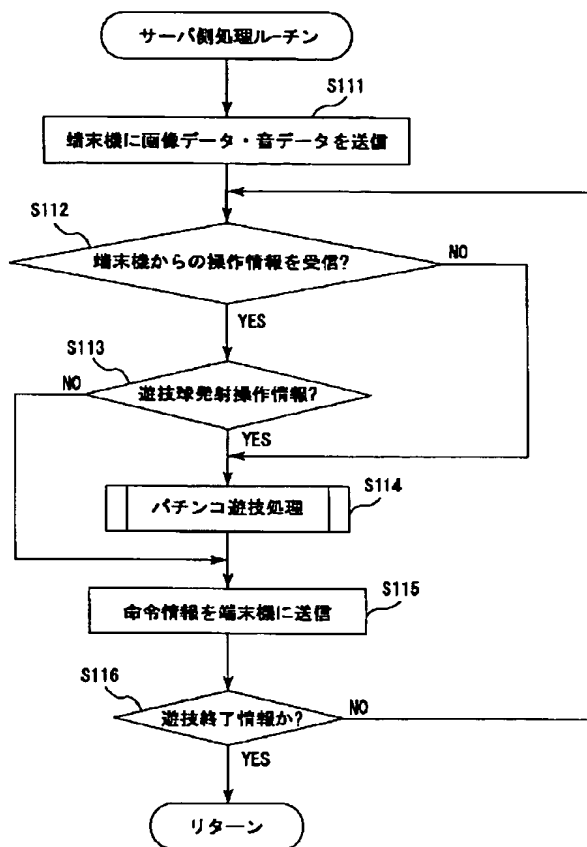 サーバ側処理ルーチン
S111
端末機に画像データ・音データを送信
S112
端末機からの操作情報を受信?
NO
YES
S113
NO
遊技球発射操作情報?
YES
S114
パチンコ遊技処理
S115
命令情報を端末機に送信
S116
遊技終了情報か?
NO
YES
リターン